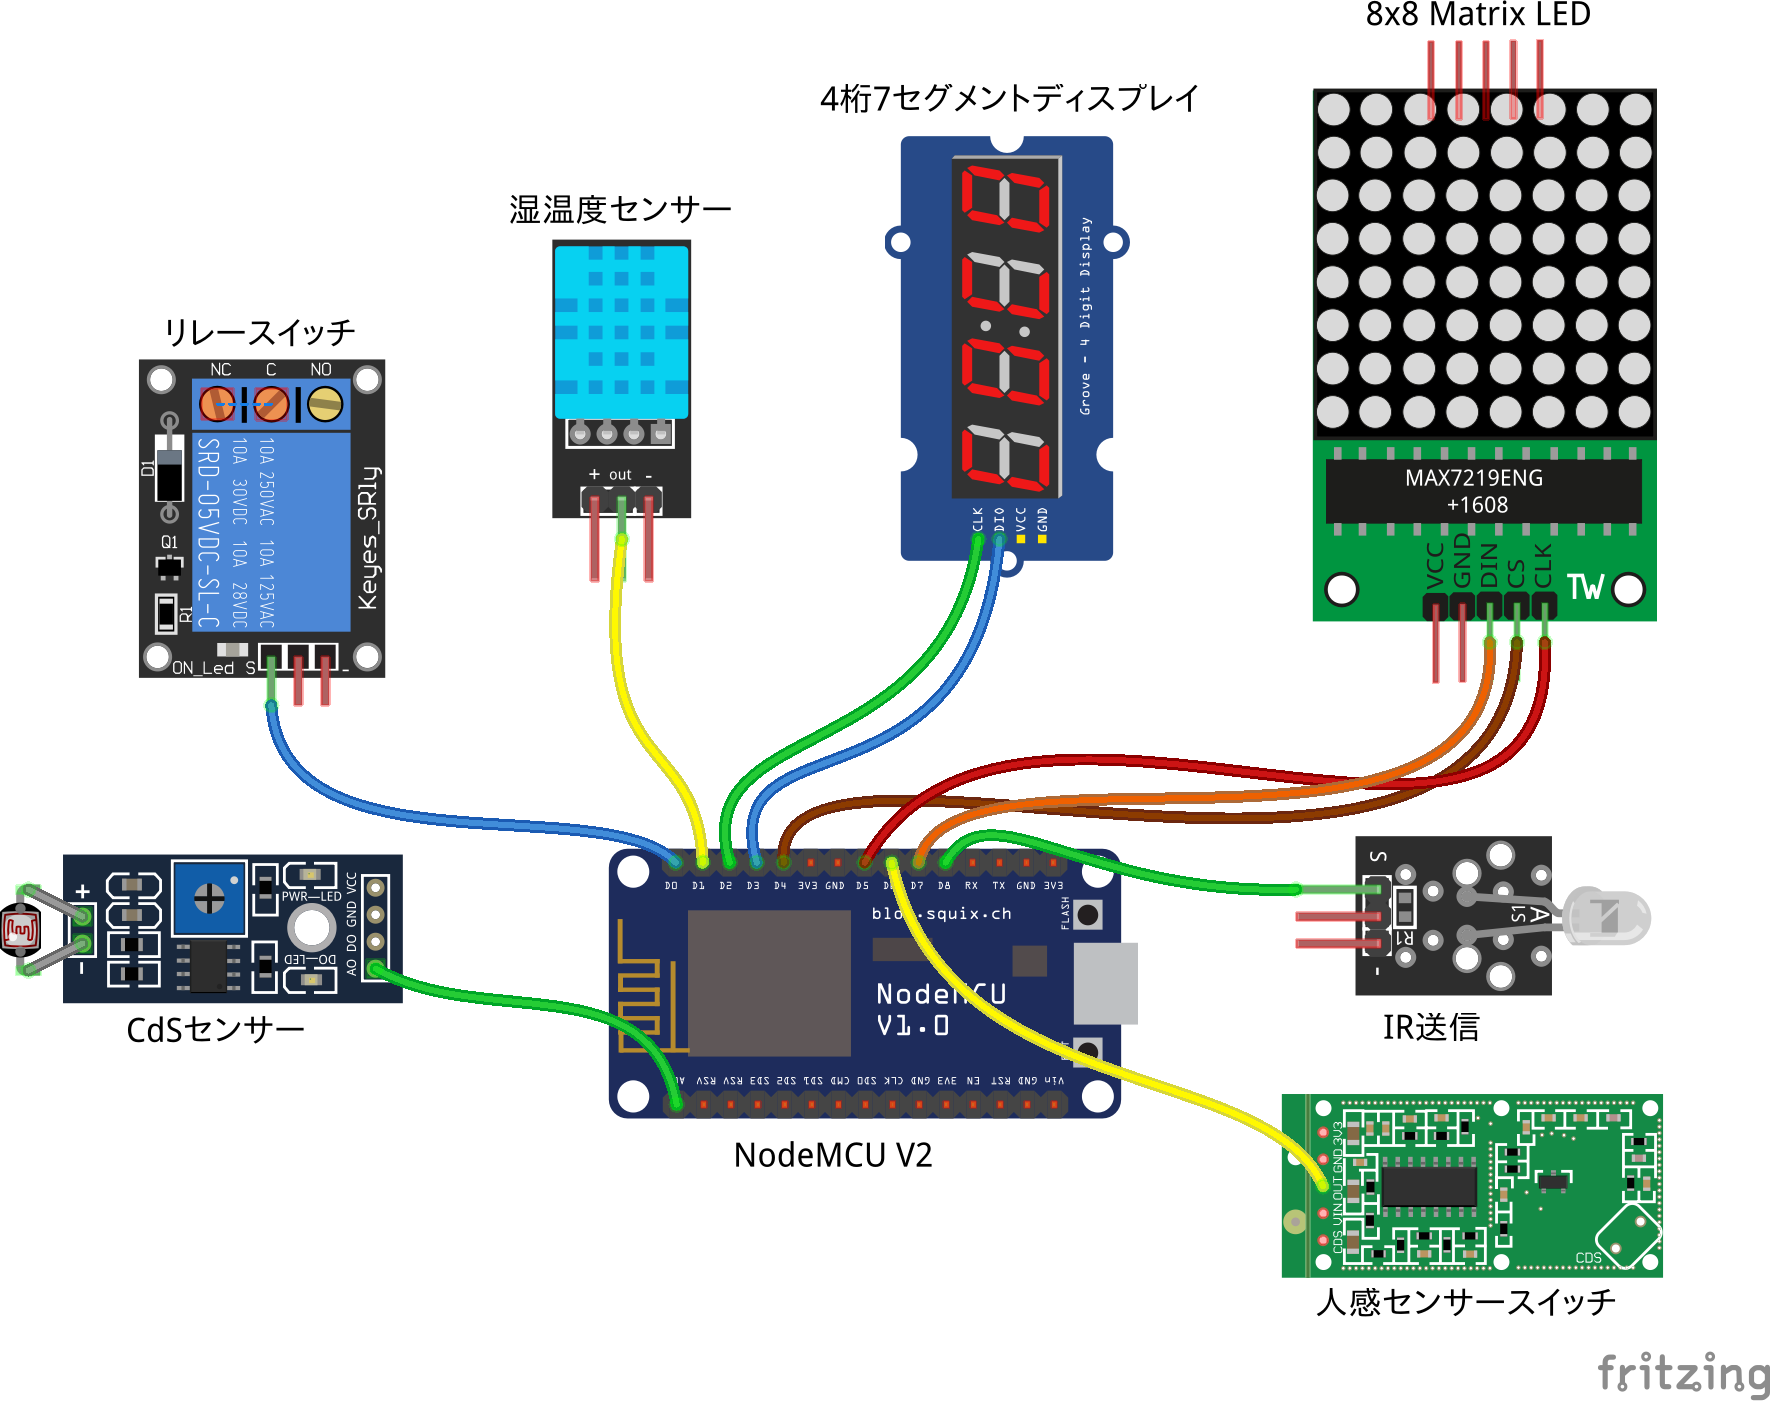 8x8 Matrix LED
4桁7セグメントディスプレイ
湿温度センサー
リレースイッチ
NC C NO
D1
SRD-05VDC-SL-C
10A 30VDC 10A 28VDC
10A 250VAC 10A 125VAC
Keyes_SRly
Q1
R1
ON_Led S -
+ out -
Grove - 4 Digit Display
CLK
DIO
VCC
GND
MAX7219ENG
+1608
VCC
GND
DIN
CS
CLK
TW
+
-
PWR-LED
DO-LED
AO DO GND VCC
CdSセンサー
D0 D1 D2 D3 D4 3V3 GND D5 D7 D8 RX TX GND 3V3
blog.squix.ch
FLASH
NodeMCU
V1.0
RSV RSV SD3 SD2 SD1 CMD SD0 CLK GND 3V3 EN RST GND Vin
NodeMCU V2
S
R1
S1
A
-
IR送信
CDS VIN OUT GND 3V3
CDS
人感センサースイッチ
fritzing